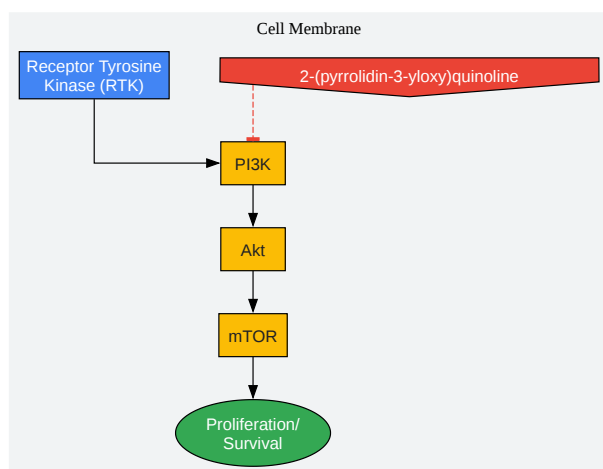 Cell Membrane
Receptor Tyrosine
Kinase (RTK)
2-(pyrrolidin-3-yloxy)quinoline
PI3K
Akt
mTOR
Proliferation/
Survival